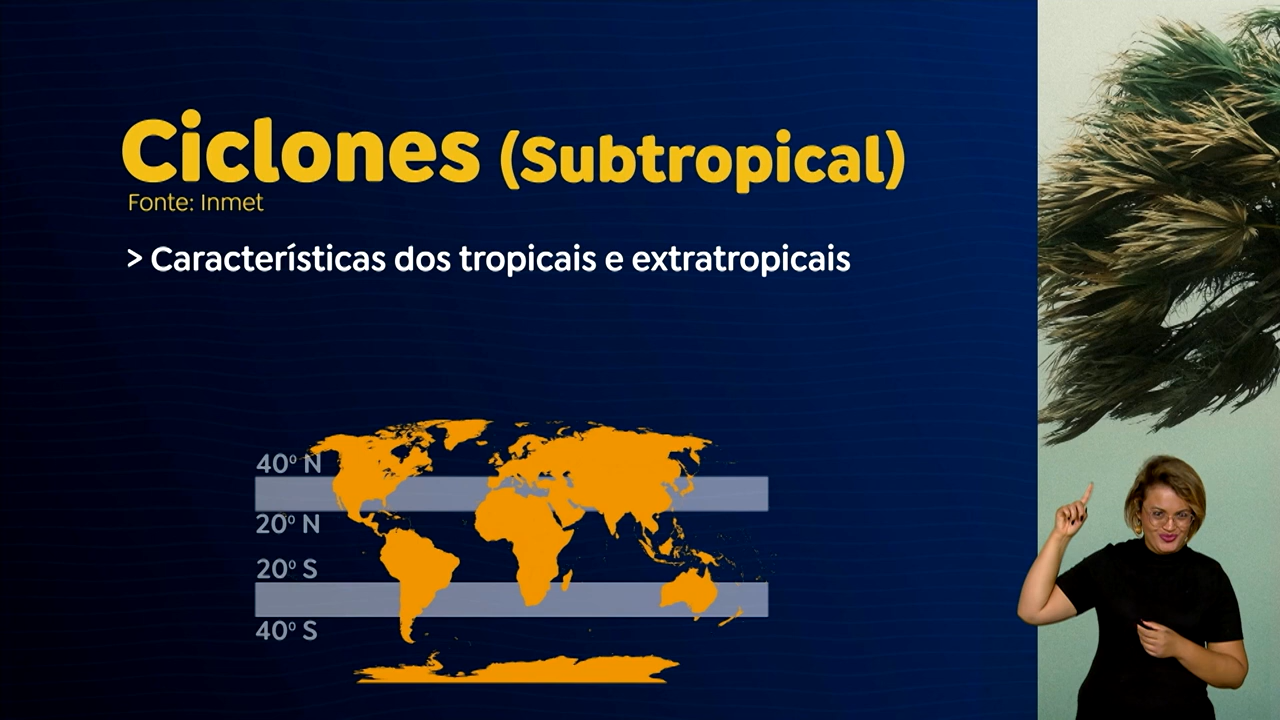 Ciclones (Subtropical)
Fonte: Inmet
> Características dos tropicais e extratropicais
40º N
20º N
20º S
40º S